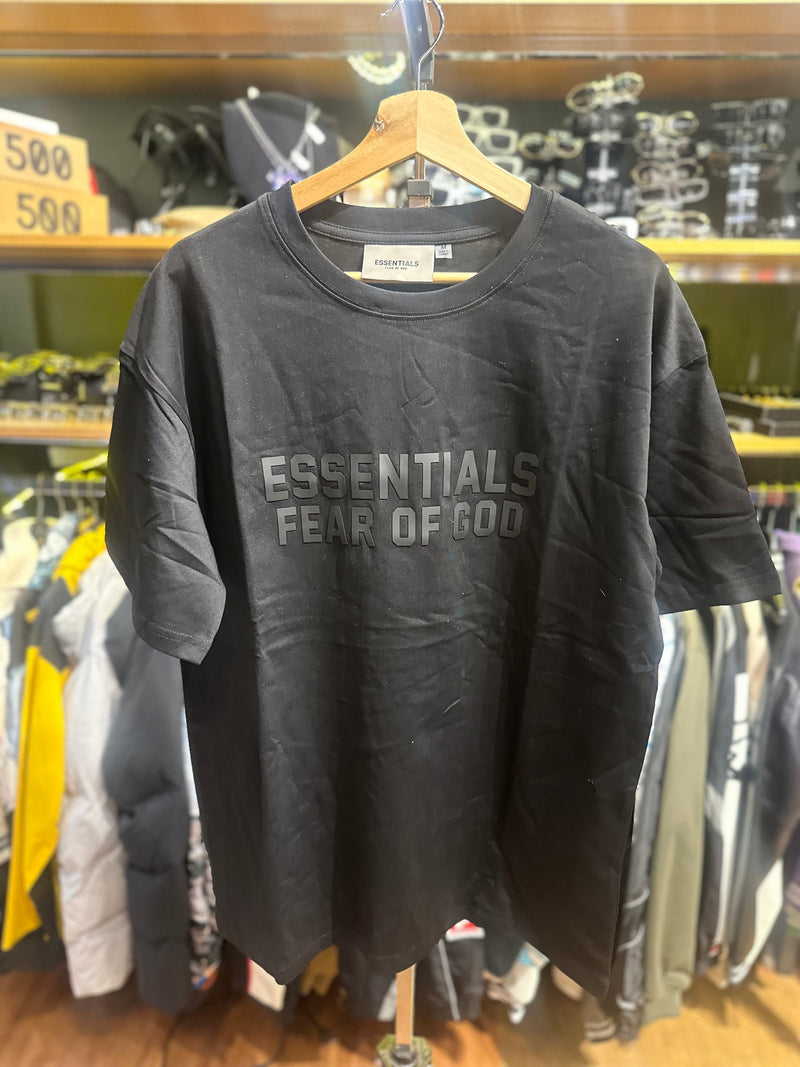 500
500
ESSENTIALS
FEAR OF GOD
M
ESSENTIALS
FEAR OF GOD